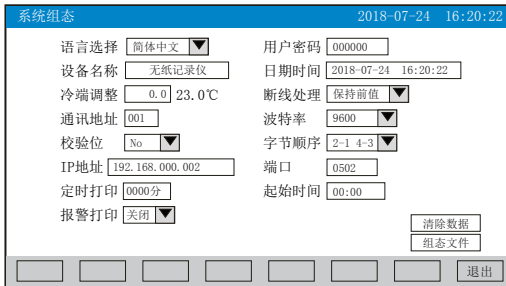 系统组态 2018-07-24 16:20:22
语言选择 简体中文 用户密码 000000
设备名称 无纸记录仪 日期时间 2018-07-24 16:20:22
冷端调整 0.0 23.0℃ 断线处理 保持前值
通讯地址 001 波特率 9600
校验位 No 字节顺序 2-1 4-3
IP地址 192.168.000.002 端口 0502
定时打印 0000分 起始时间 00:00
报警打印 关闭
清除数据
组态文件
退出